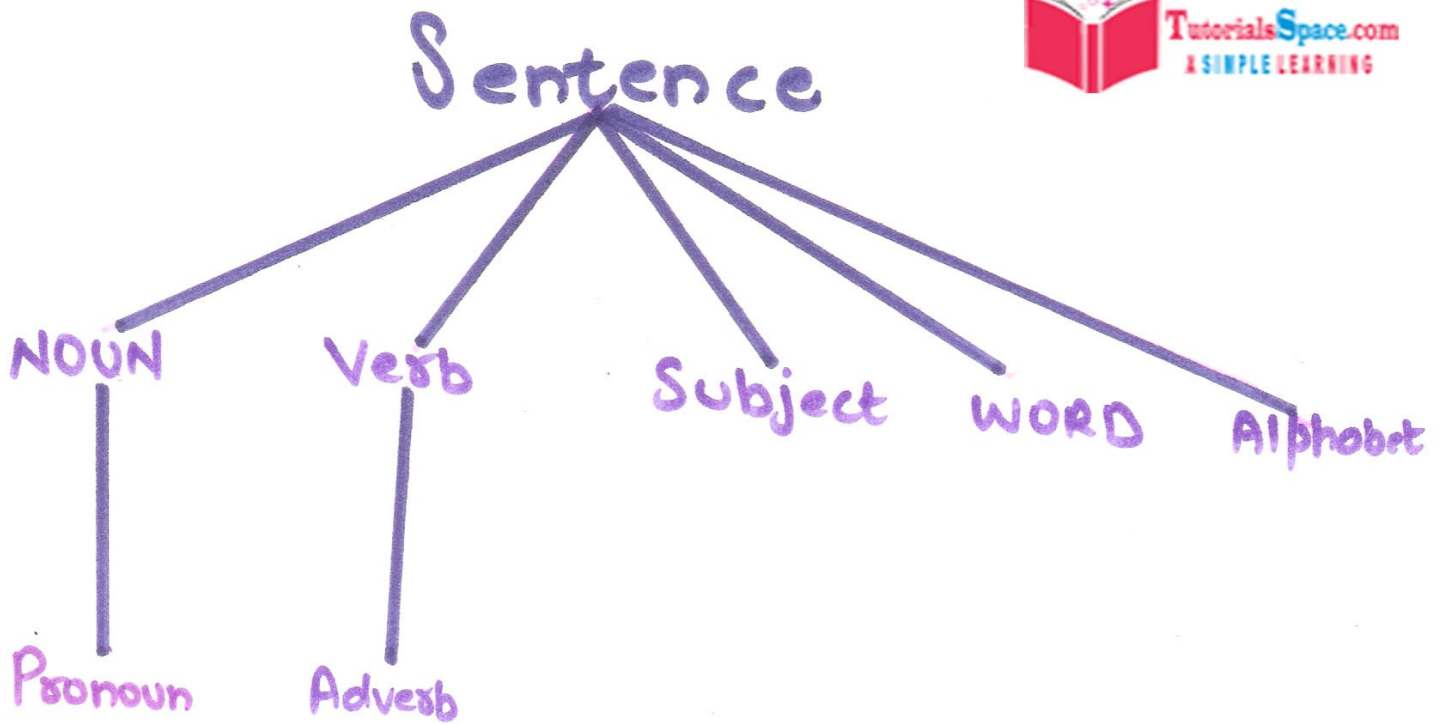 Sentence
TutorialsSpace.com
A SIMPLE LEARNING
NOUN
Verb
Subject
WORD
Alphabet
Pronoun
Adverb